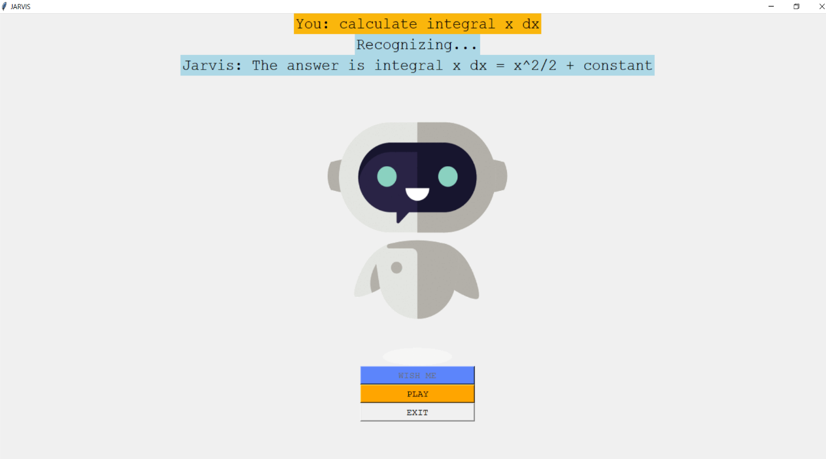 JARVIS
You: calculate integral x dx
Recognizing...
Jarvis: The answer is integral x dx = x^2/2 + constant
WISH ME
PLAY
EXIT